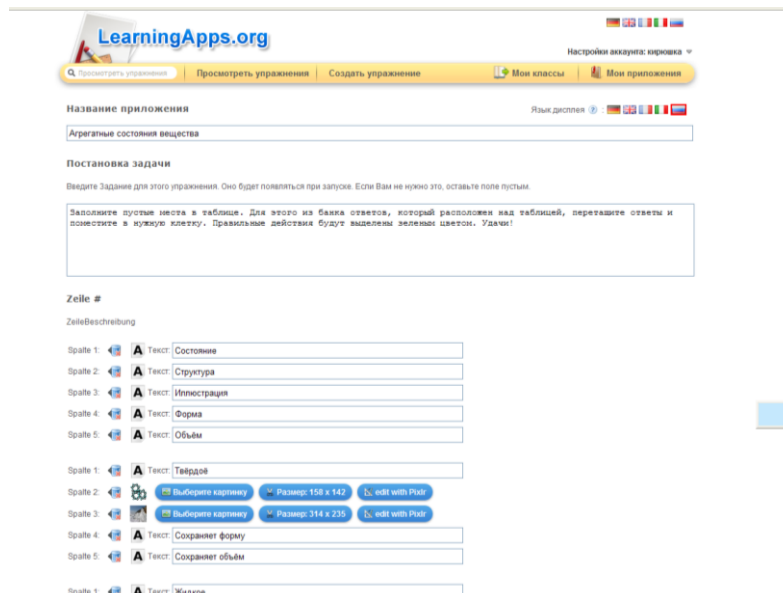 LearningApps.org
Настройки аккаунта: кирюшка
Просмотреть упражнения
Просмотреть упражнения | Создать упражнение
Мои классы
Мои приложения
Название приложения
Язык дисплея ? :
Агрегатные состояния вещества
Постановка задачи
Введите Задание для этого упражнения. Оно будет появляться при запуске. Если Вам не нужно это, оставьте поле пустым.
Заполните пустые места в таблице. Для этого из банка ответов, который расположен над таблицей, перетащите ответы и
поместите в нужную клетку. Правильные действия будут выделены зеленым цветом. Удачи!
Zeile #
ZeileBeschreibung
Spalte 1: A Текст: Состояние
Spalte 2: A Текст: Структура
Spalte 3: A Текст: Иллюстрация
Spalte 4: A Текст: Форма
Spalte 5: A Текст: Объём
Spalte 1: A Текст: Твёрдоё
Spalte 2: Выберите картинку Размер: 158 x 142 edit with Pixlr
Spalte 3: Выберите картинку Размер: 314 x 235 edit with Pixlr
Spalte 4: A Текст: Сохраняет форму
Spalte 5: A Текст: Сохраняет объём
Spalte 1: A Текст: Жидкое